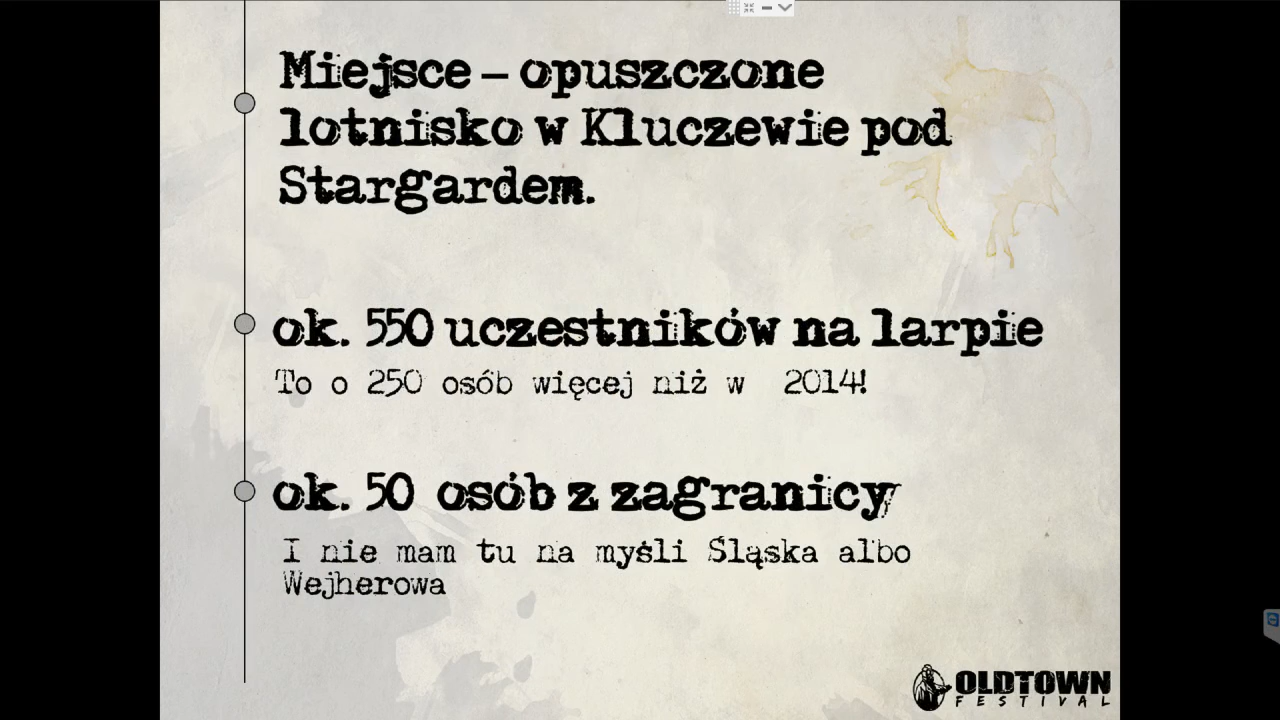 Miejsce – opuszczone
lotnisko w Kluczewie pod
Stargardem.
ok. 550 uczestników na larpie
To o 250 osób więcej niż w 2014!
ok. 50 osób z zagranicy
I nie mam tu na myśli Śląska albo
Wejherowa
OLDTOWN
FESTIVAL